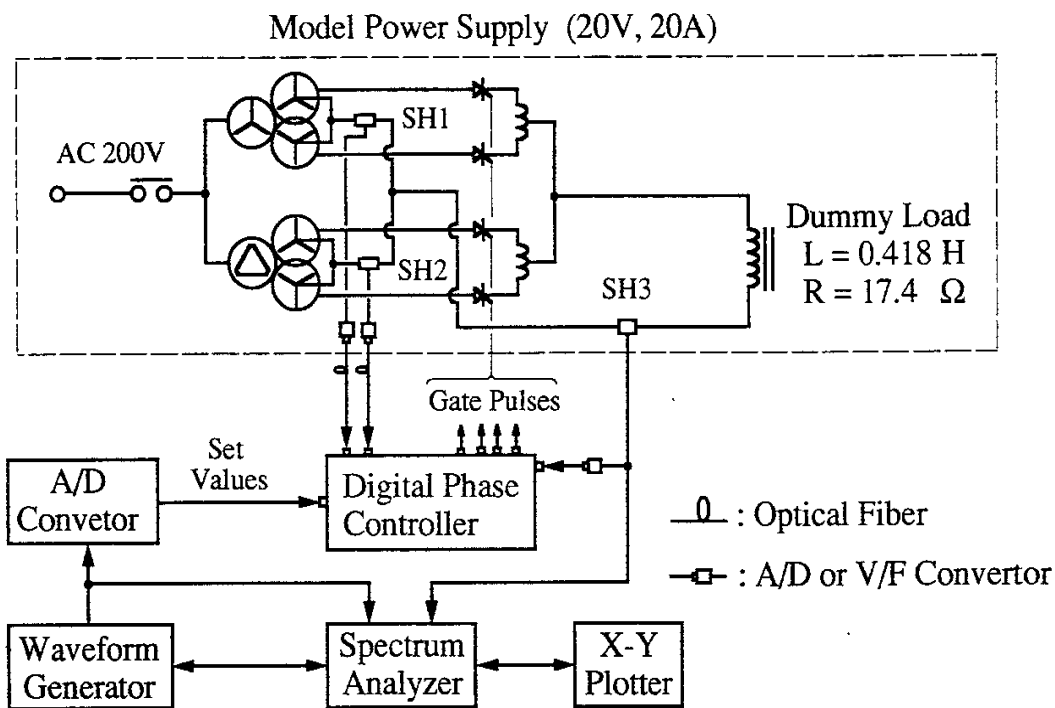 Model Power Supply (20V, 20A)
SH1
AC 200V
Dummy Load
L = 0.418 H
R = 17.4 Ω
SH2
SH3
Gate Pulses
Set
Values
A/D
Convetor
Digital Phase
Controller
: Optical Fiber
: A/D or V/F Convertor
Waveform
Generator
Spectrum
Analyzer
X-Y
Plotter